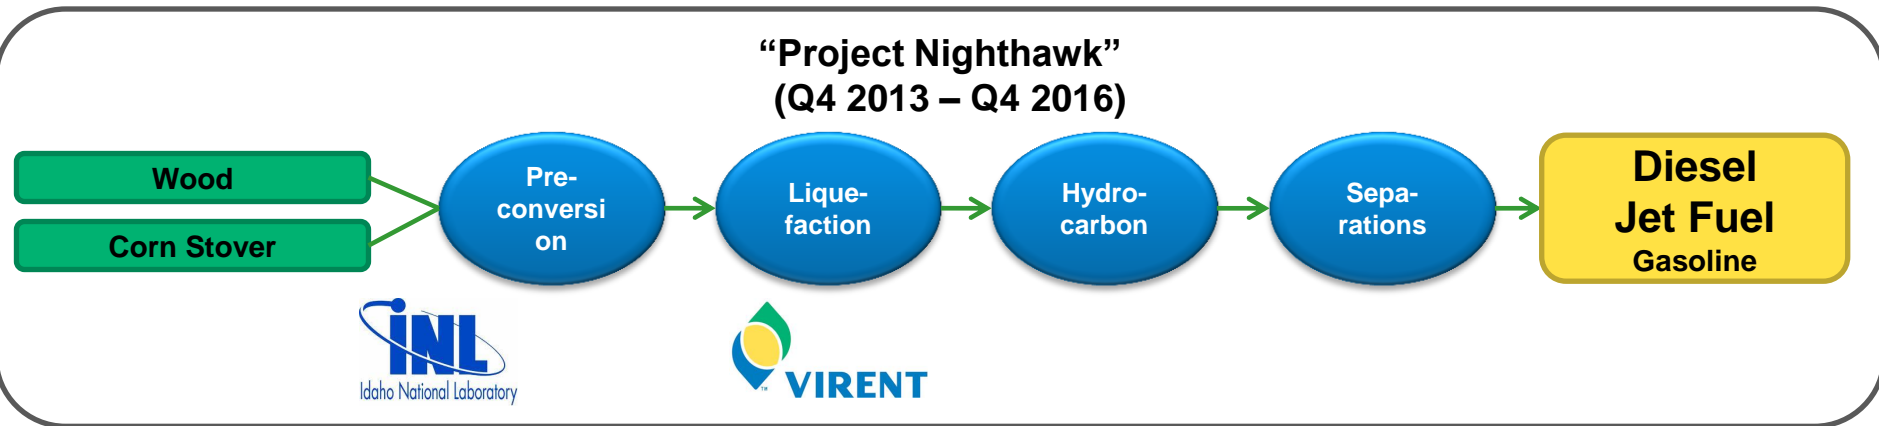 “Project Nighthawk”
(Q4 2013 – Q4 2016)
Wood
Corn Stover
Pre-
conversi
on
Lique-
faction
Hydro-
carbon
Sepa-
rations
Diesel
Jet Fuel
Gasoline
INL
Idaho National Laboratory
VIRENT
TM